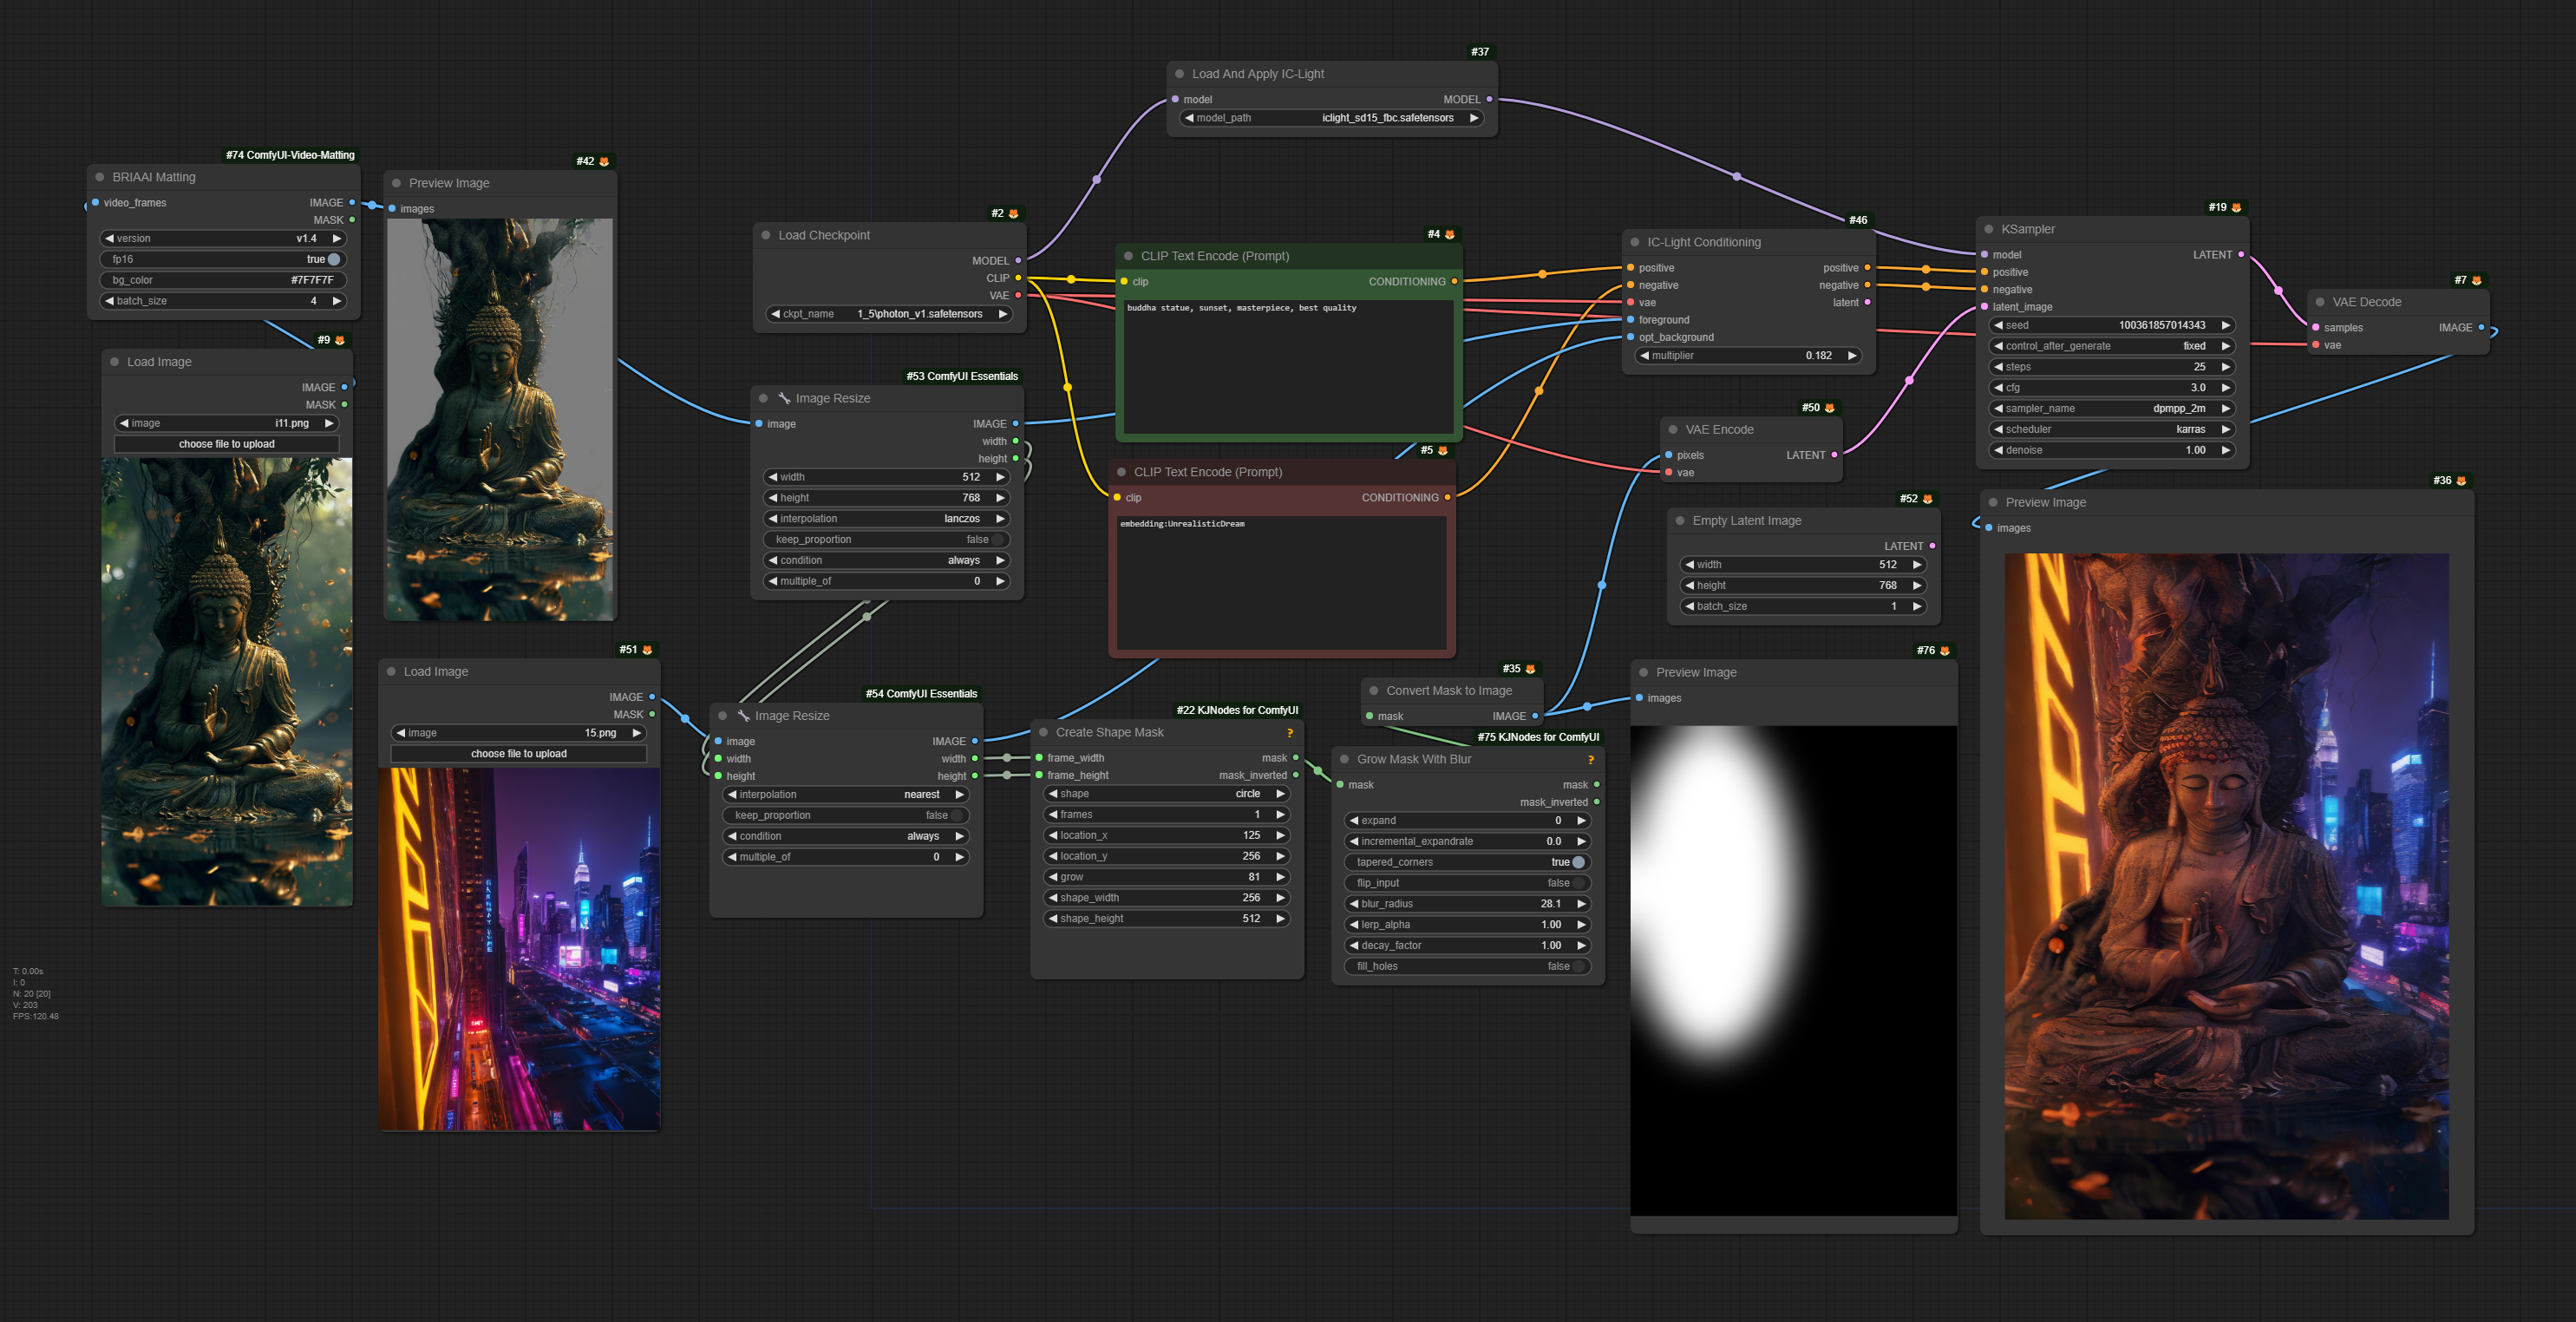 #37
Load And Apply IC-Light
model MODEL
model_path iclight_sd15_fbc.safetensors
#74 ComfyUI-Video-Matting
BRIAAI Matting
video_frames IMAGE
MASK
version v1.4
fp16 true
bg_color #7F7F7F
batch_size 4
#42
Preview Image
images
#9
Load Image
IMAGE
MASK
image i11.png
choose file to upload
#2
Load Checkpoint
MODEL
CLIP
VAE
ckpt_name 1_5\photon_v1.safetensors
#53 ComfyUI Essentials
Image Resize
image IMAGE
width
height
width 512
height 768
interpolation lanczos
keep_proportion false
condition always
multiple_of 0
#4
CLIP Text Encode (Prompt)
clip CONDITIONING
buddha statue, sunset, masterpiece, best quality
#5
CLIP Text Encode (Prompt)
clip CONDITIONING
embedding:UnrealisticDream
#46
IC-Light Conditioning
positive positive
negative negative
vae latent
foreground
opt_background
multiplier 0.182
#50
VAE Encode
pixels LATENT
vae
#52
Empty Latent Image
LATENT
width 512
height 768
batch_size 1
#19
KSampler
model LATENT
positive
negative
latent_image
seed 100361857014343
control_after_generate fixed
steps 25
cfg 3.0
sampler_name dpmpp_2m
scheduler karras
denoise 1.00
#7
VAE Decode
samples IMAGE
vae
#36
Preview Image
images
#51
Load Image
IMAGE
MASK
image 15.png
choose file to upload
#54 ComfyUI Essentials
Image Resize
image IMAGE
width width
height height
interpolation nearest
keep_proportion false
condition always
multiple_of 0
#22 KJNodes for ComfyUI
Create Shape Mask ?
frame_width mask
frame_height mask_inverted
shape circle
frames 1
location_x 125
location_y 256
grow 81
shape_width 256
shape_height 512
#35
Convert Mask to Image
mask IMAGE
#75 KJNodes for ComfyUI
Grow Mask With Blur ?
mask mask
mask_inverted
expand 0
incremental_expandrate 0.0
tapered_corners true
flip_input false
blur_radius 28.1
lerp_alpha 1.00
decay_factor 1.00
fill_holes false
#76
Preview Image
images
T: 0.00s
I: 0
N: 20 [20]
V: 203
FPS:120.48